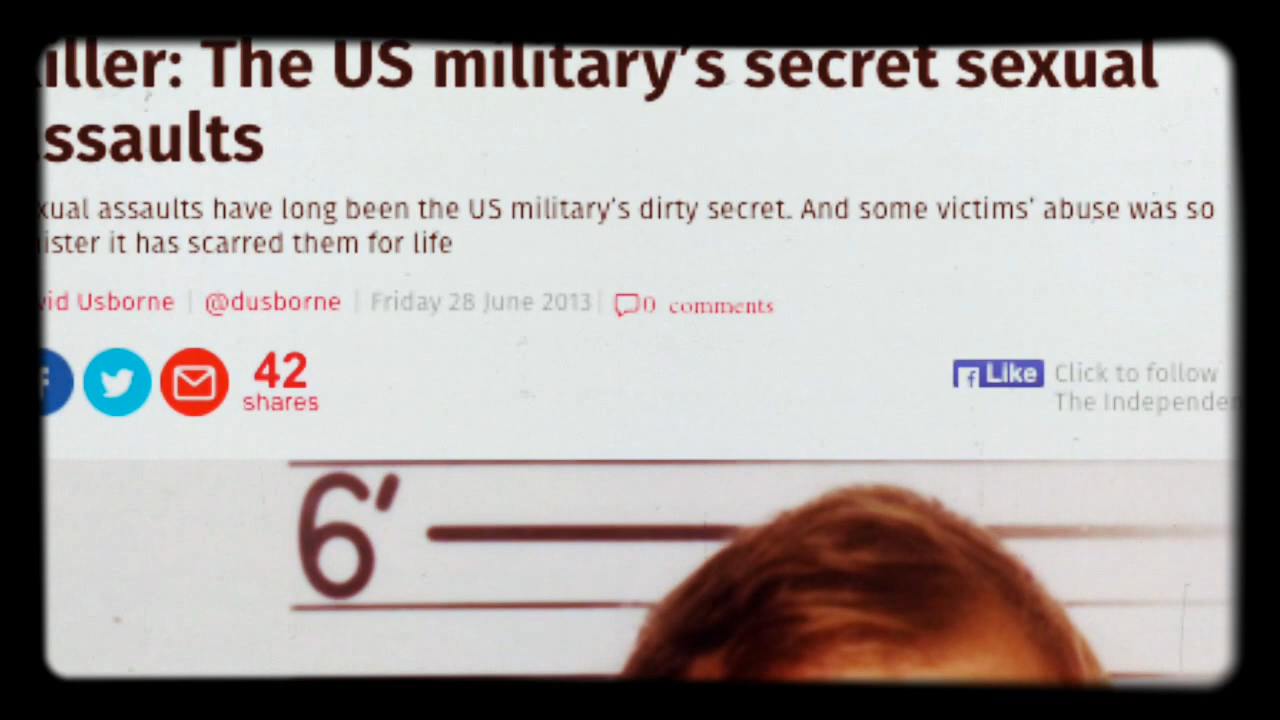 iller: The US military's secret sexual
ssaults
xual assaults have long been the US military's dirty secret. And some victims' abuse was so
ister it has scarred them for life
vid Usborne | @dusborne | Friday 28 June 2013 | 0 comments
42
shares
Like Click to follow
The Independen
6'